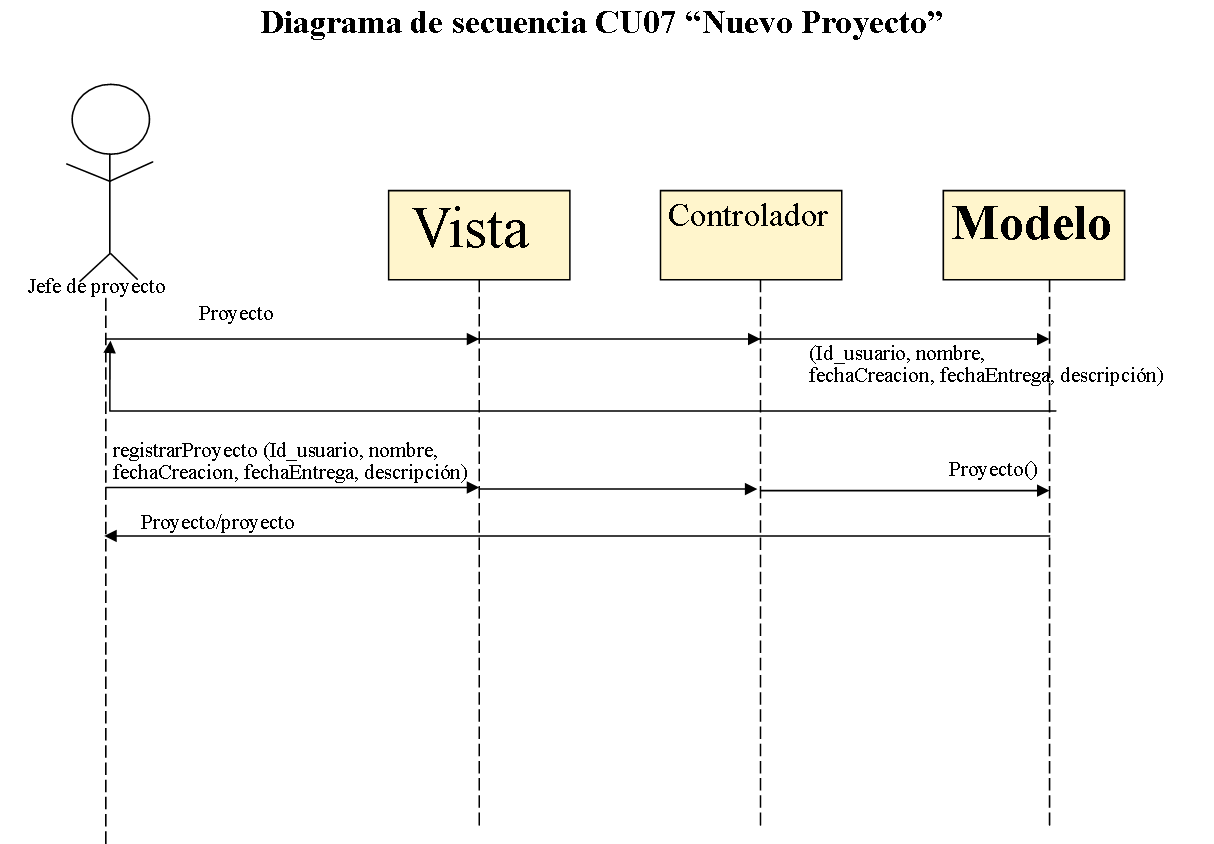 Diagrama de secuencia CU07 “Nuevo Proyecto”
Vista
Controlador
Modelo
Jefe de proyecto
Proyecto
(Id_usuario, nombre,
fechaCreacion, fechaEntrega, descripción)
registrarProyecto (Id_usuario, nombre,
fechaCreacion, fechaEntrega, descripción)
Proyecto()
Proyecto/proyecto